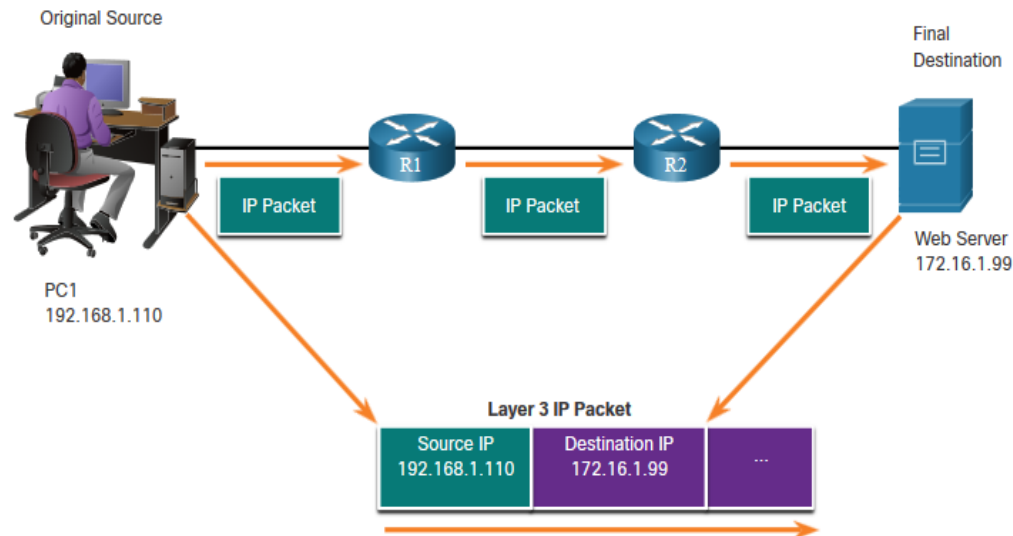 Original Source
Final
Destination
R1
R2
IP Packet
IP Packet
IP Packet
Web Server
172.16.1.99
PC1
192.168.1.110
Layer 3 IP Packet
Source IP
192.168.1.110
Destination IP
172.16.1.99
...